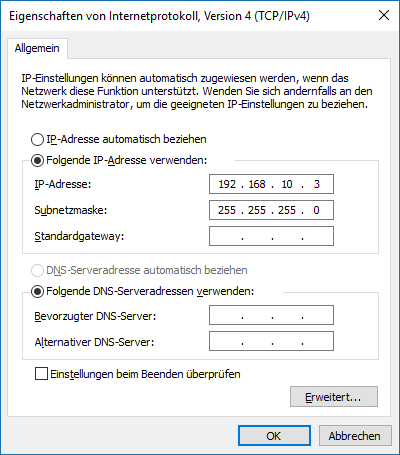 Eigenschaften von Internetprotokoll, Version 4 (TCP/IPv4)
Allgemein
IP-Einstellungen können automatisch zugewiesen werden, wenn das
Netzwerk diese Funktion unterstützt. Wenden Sie sich andernfalls an den
Netzwerkadministrator, um die geeigneten IP-Einstellungen zu beziehen.
IP-Adresse automatisch beziehen
Folgende IP-Adresse verwenden:
IP-Adresse: 192 . 168 . 10 . 3
Subnetzmaske: 255 . 255 . 255 . 0
Standardgateway: . . .
DNS-Serveradresse automatisch beziehen
Folgende DNS-Serveradressen verwenden:
Bevorzugter DNS-Server: . . .
Alternativer DNS-Server: . . .
Einstellungen beim Beenden überprüfen
Erweitert...
OK Abbrechen